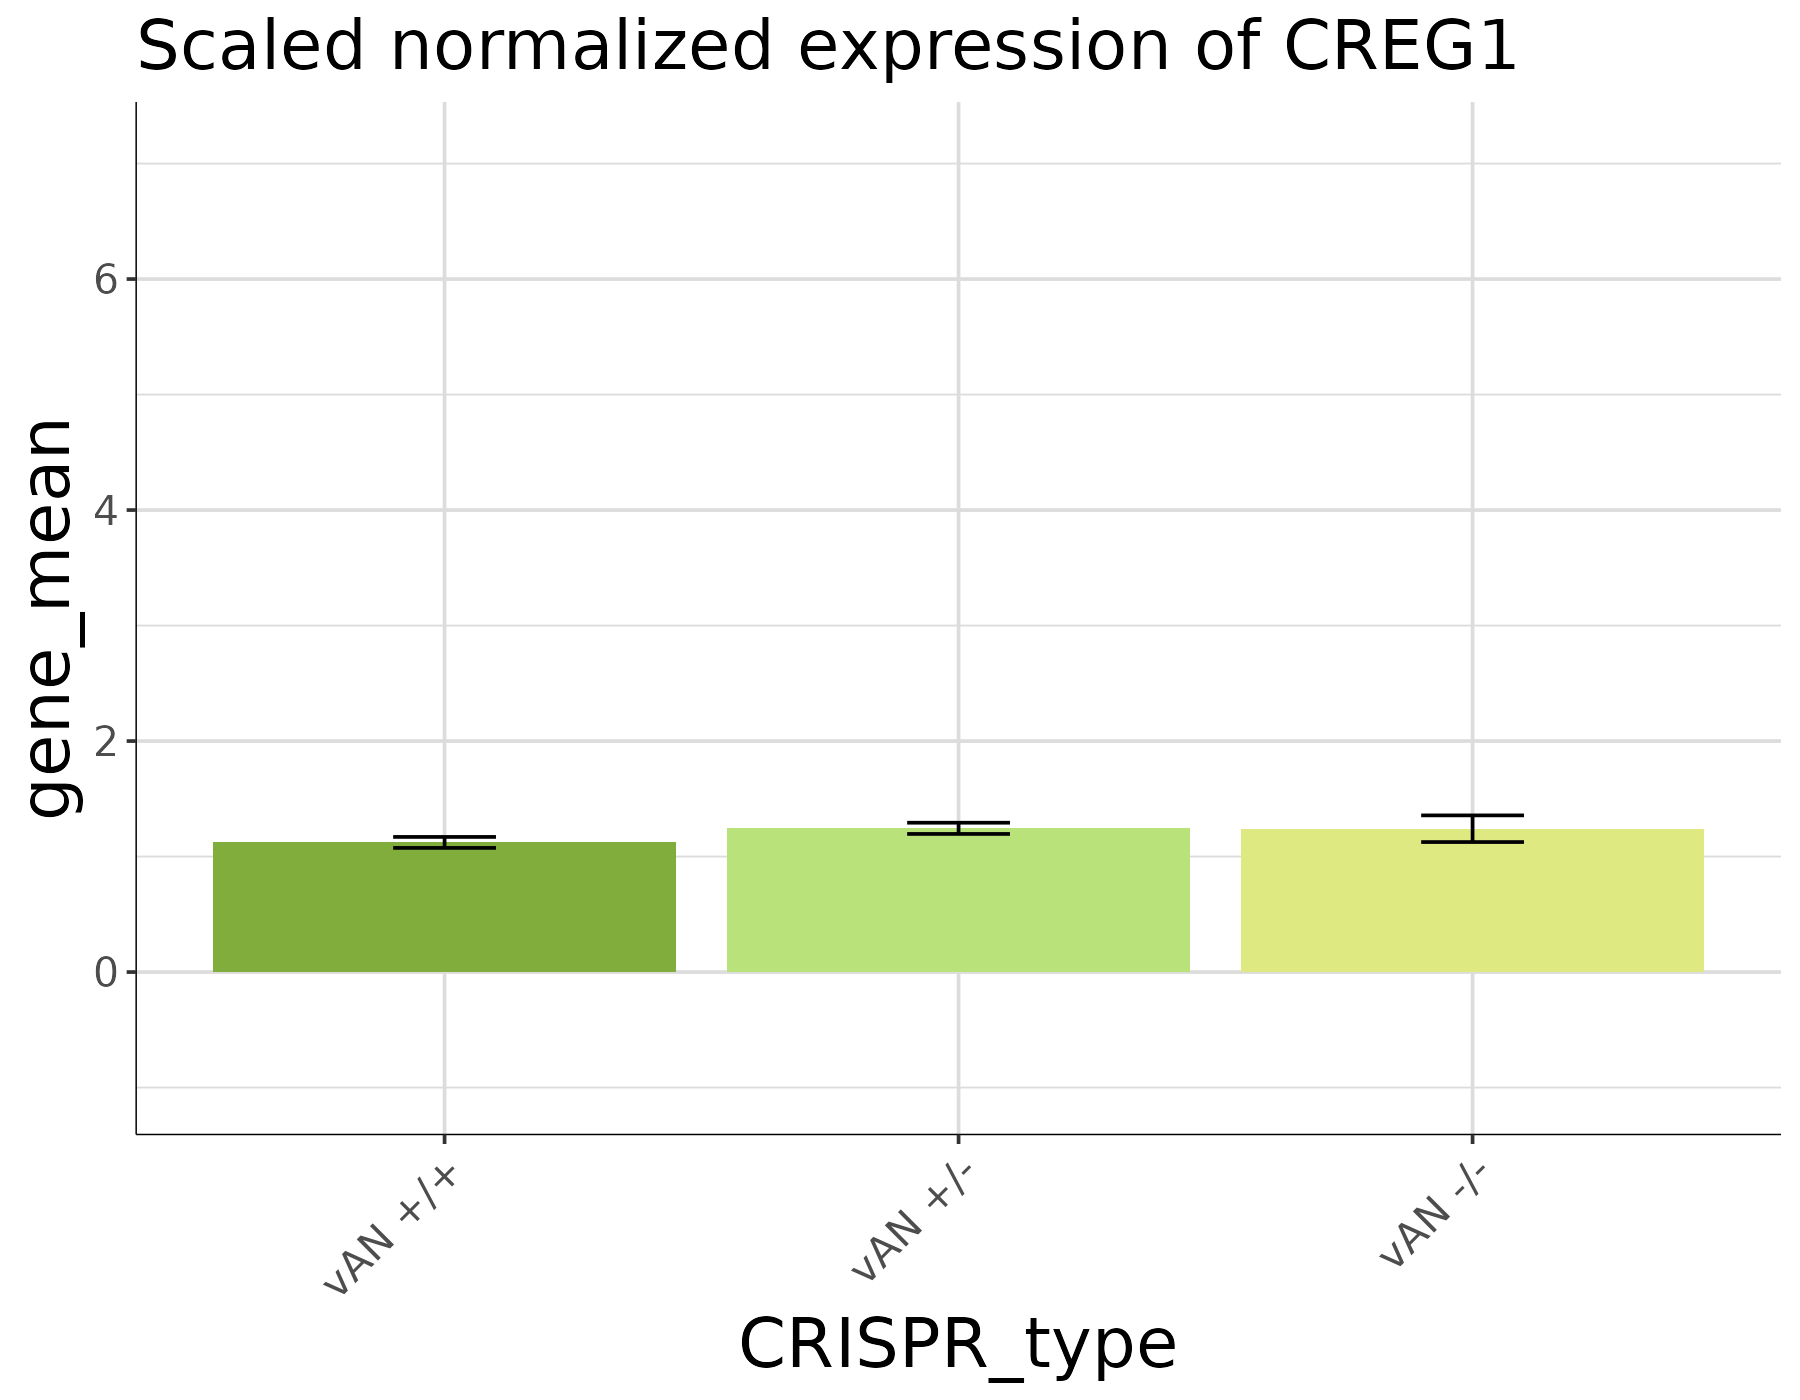 Scaled normalized expression of CREG1
gene_mean
6
4
2
0
vAN +/+
vAN +/-
vAN -/-
CRISPR_type